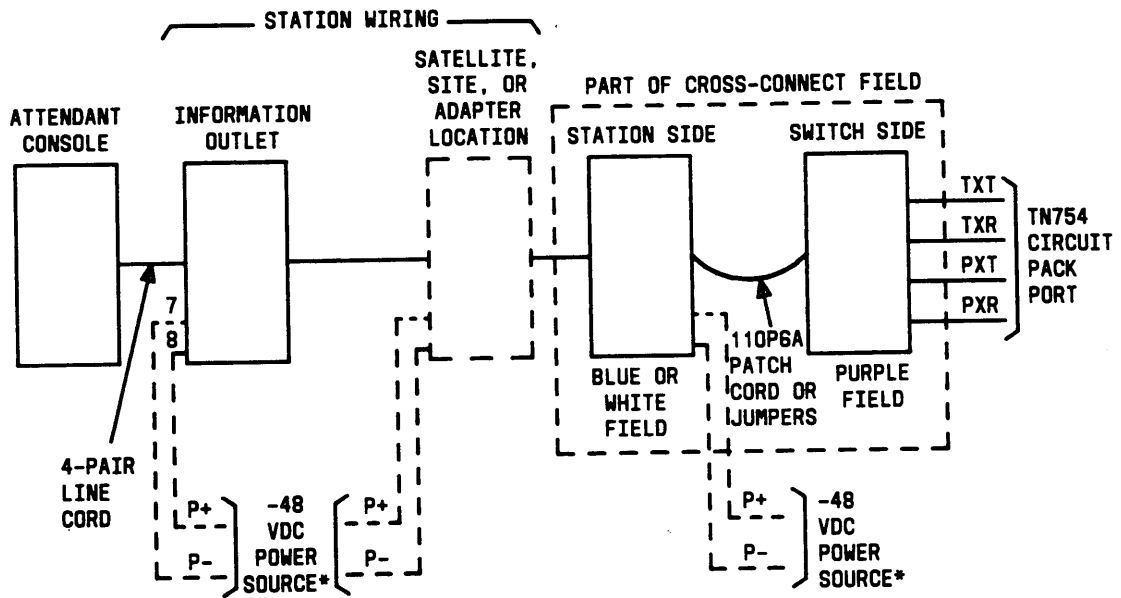 STATION WIRING
SATELLITE,
SITE, OR
ADAPTER
LOCATION
PART OF CROSS-CONNECT FIELD
ATTENDANT
CONSOLE
INFORMATION
OUTLET
STATION SIDE
SWITCH SIDE
TXT
TXR
PXT
PXR
TN754
CIRCUIT
PACK
PORT
7
8
110P6A
PATCH
CORD OR
JUMPERS
BLUE OR
WHITE
FIELD
PURPLE
FIELD
4-PAIR
LINE
CORD
P+
P-
-48
VDC
POWER
SOURCE*
P+
P-
P+
P-
-48
VDC
POWER
SOURCE*